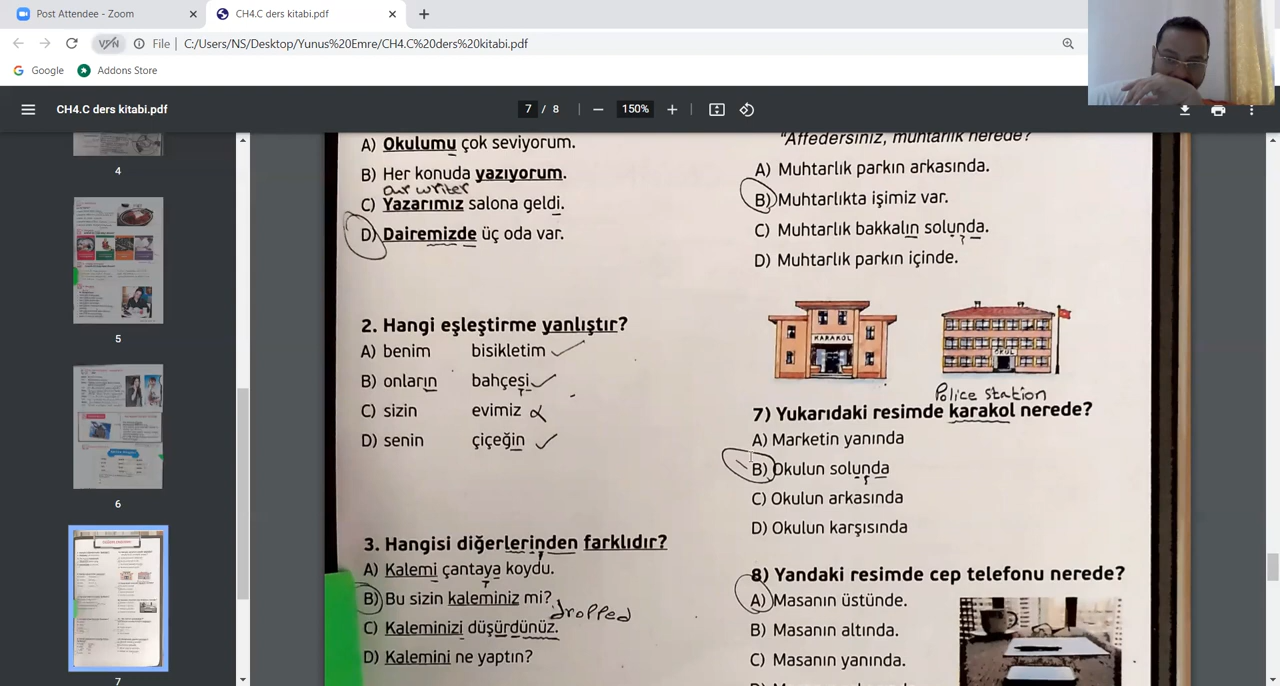 Post Attendee - Zoom
CH4.C ders kitabi.pdf
VPN
File
C:/Users/NS/Desktop/Yunus%20Emre/CH4.C%20ders%20kitabi.pdf
Google
Addons Store
CH4.C ders kitabi.pdf
7 / 8
150%
4
5
6
7
A) Okulumu çok seviyorum.
B) Her konuda yazıyorum.
our writer
C) Yazarımız salona geldi.
D) Dairemizde üç oda var.
2. Hangi eşleştirme yanlıştır?
A) benim bisikletim
B) onların bahçeşi
C) sizin evimiz
D) senin çiçeğin
3. Hangisi diğerlerinden farklıdır?
A) Kalemi çantaya koydu.
B) Bu sizin kaleminiz mi?
dropped
C) Kaleminizi düşürdünüz.
D) Kalemini ne yaptın?
"Affedersiniz, muhtarlık nerede?
A) Muhtarlık parkın arkasında.
B) Muhtarlıkta işimiz var.
C) Muhtarlık bakkalın solunda.
D) Muhtarlık parkın içinde.
KARAKOL
OKUL
Police station
7) Yukarıdaki resimde karakol nerede?
A) Marketin yanında
B) Okulun solunda
C) Okulun arkasında
D) Okulun karşısında
8) Yandaki resimde cep telefonu nerede?
A) Masanın üstünde.
B) Masanın altında.
C) Masanın yanında.